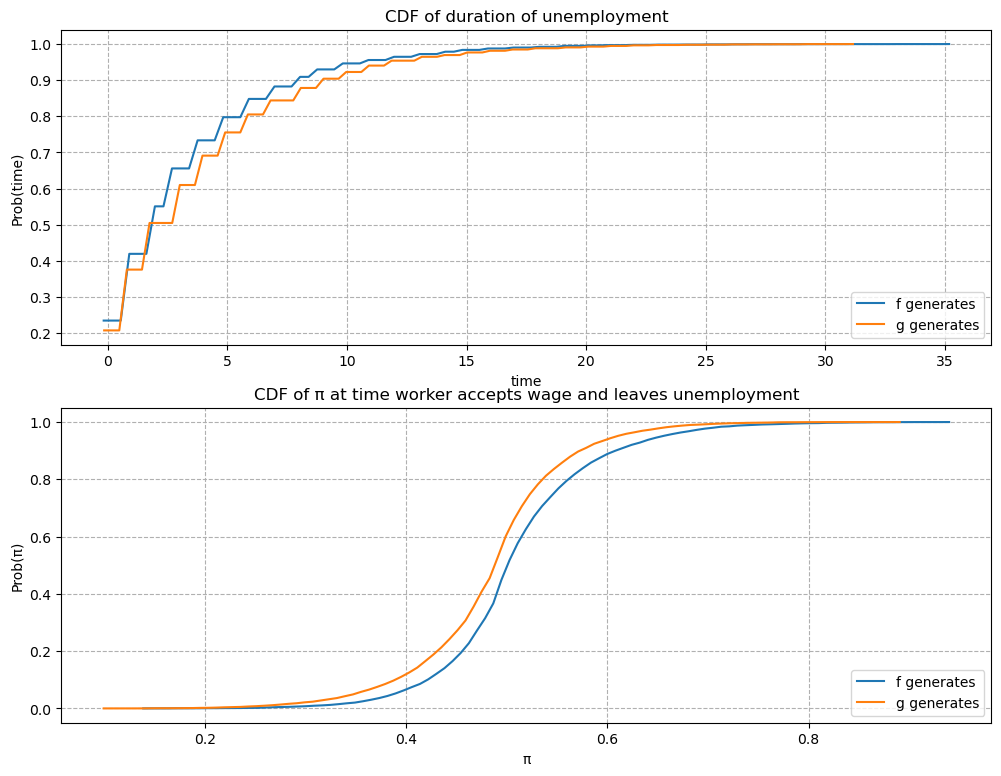 CDF of duration of unemployment
Prob(time)
1.0
0.9
0.8
0.7
0.6
0.5
0.4
0.3
0.2
f generates
g generates
0 5 10 15 20 25 30 35
time
CDF of π at time worker accepts wage and leaves unemployment
Prob(π)
1.0
0.8
0.6
0.4
0.2
0.0
f generates
g generates
0.2 0.4 0.6 0.8
π